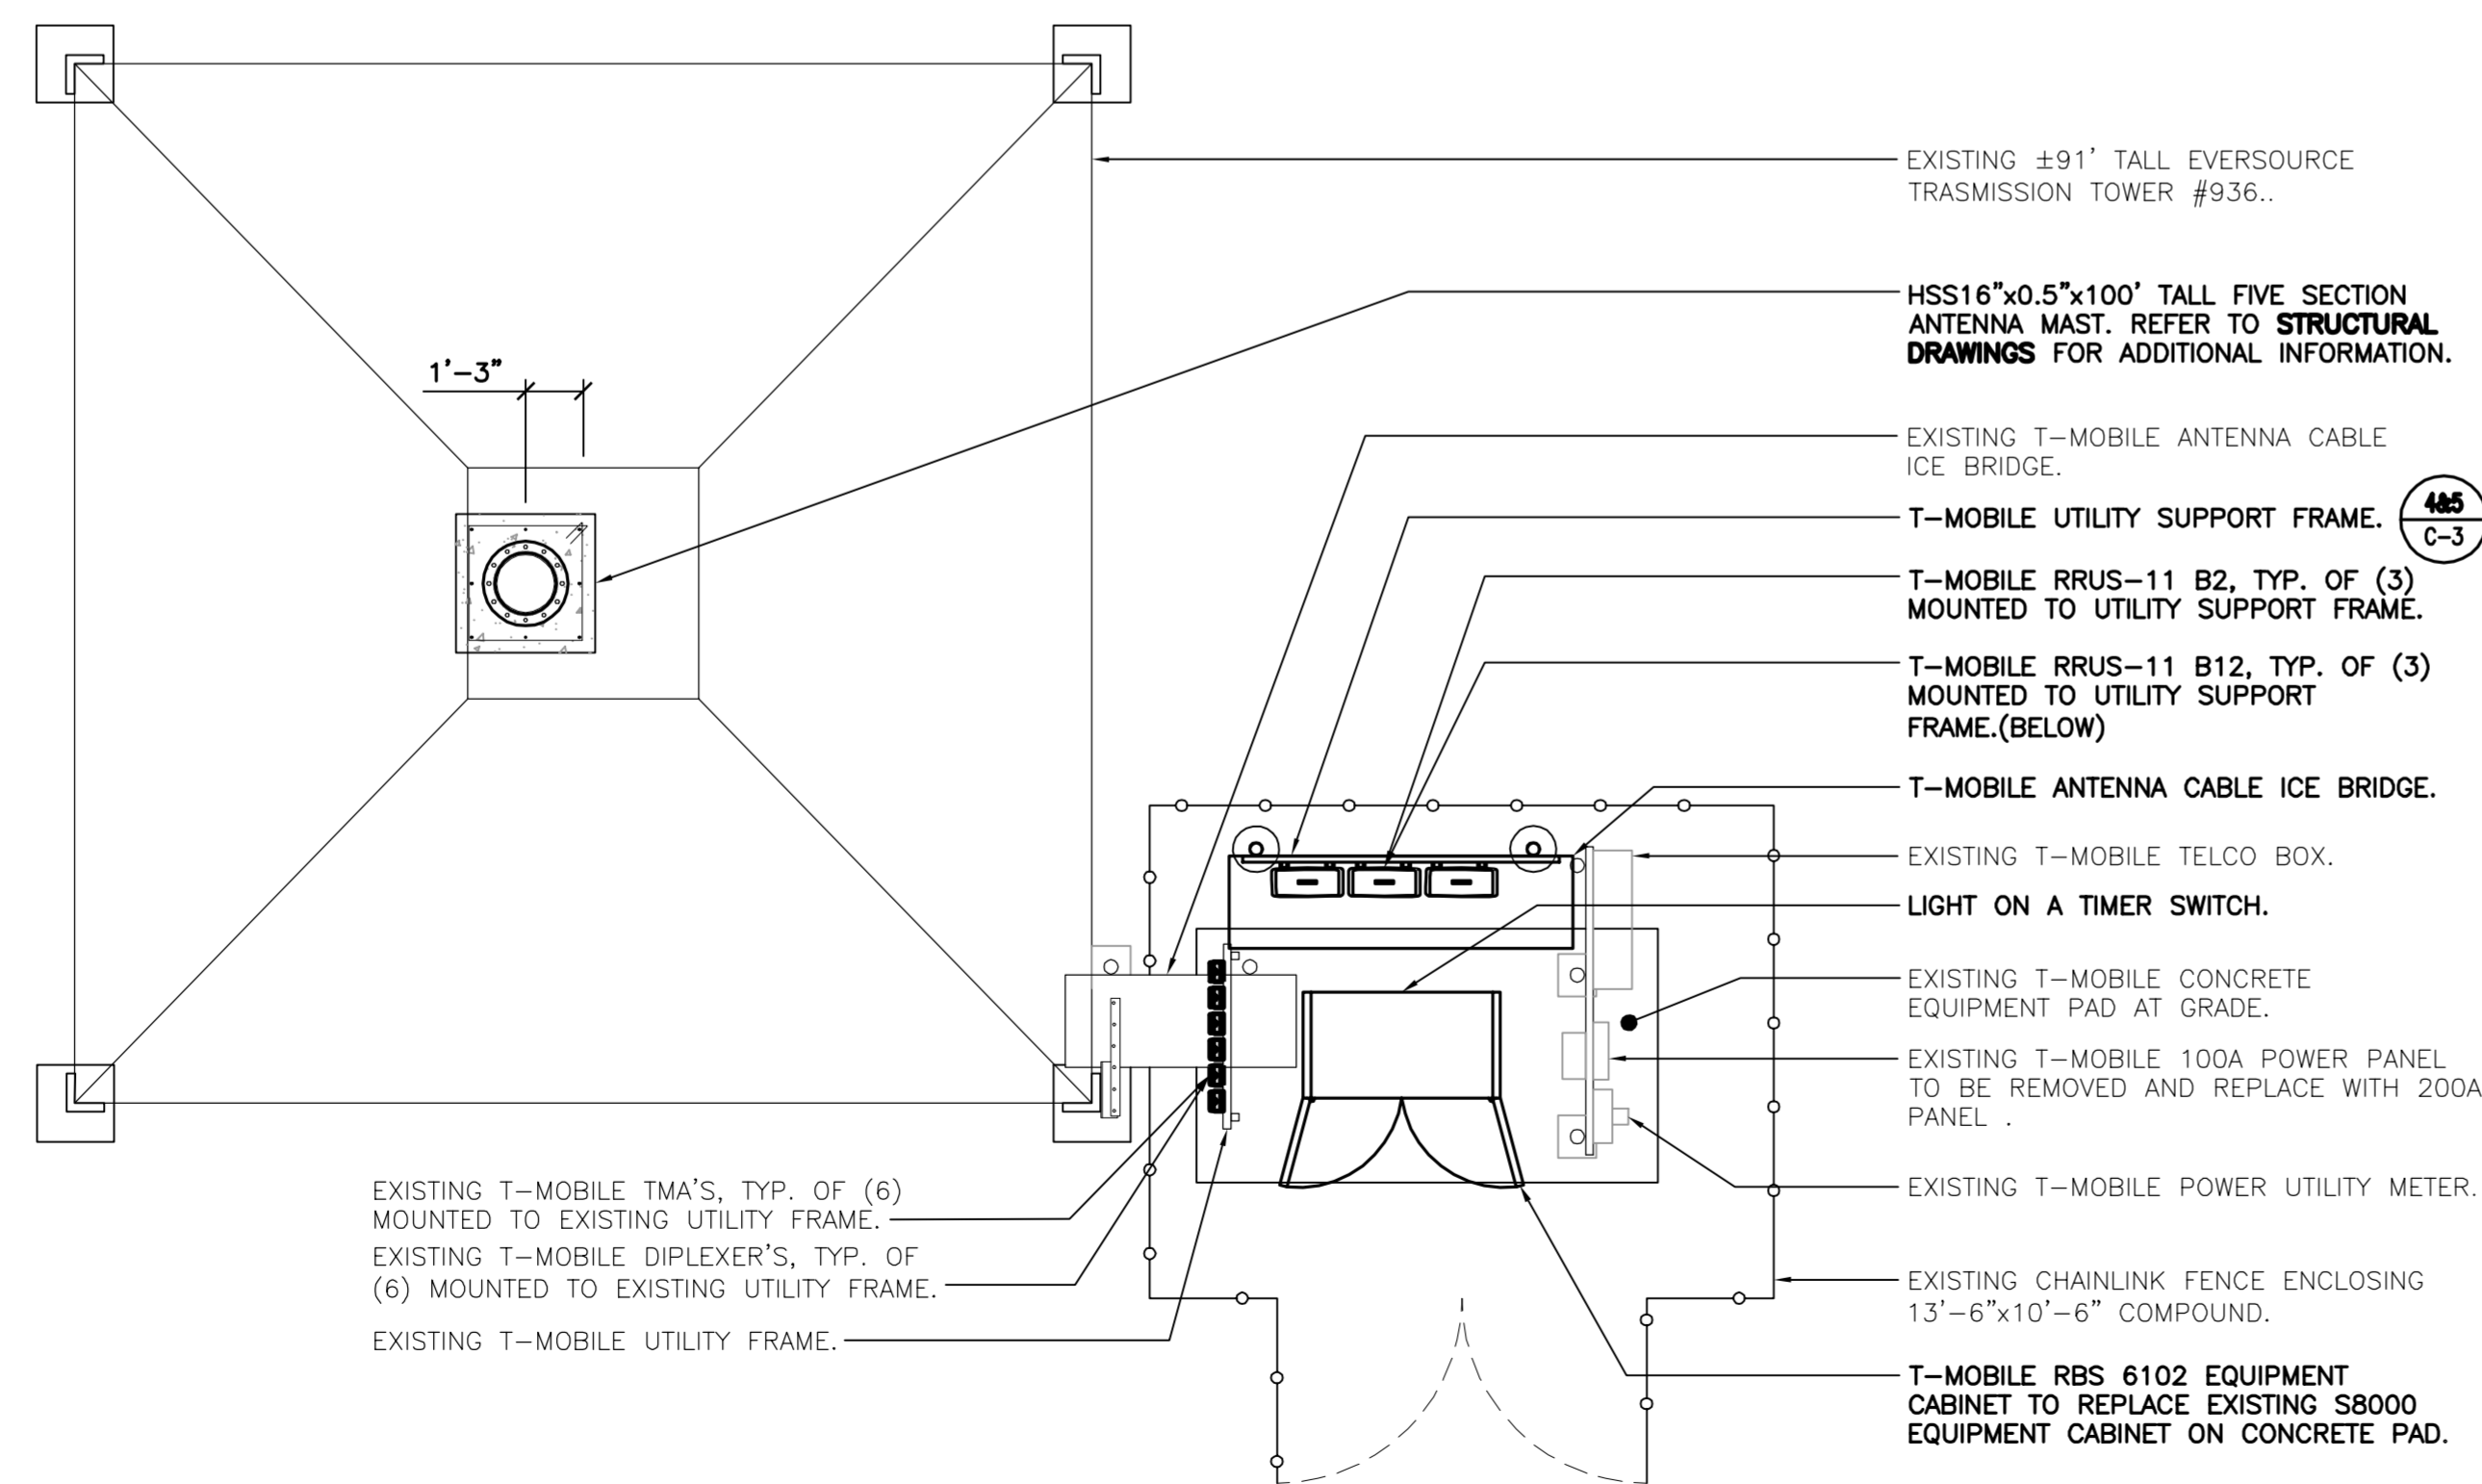 EXISTING ±91' TALL EVERSOURCE
TRASMISSION TOWER #936..
HSS16"x0.5"x100' TALL FIVE SECTION
ANTENNA MAST. REFER TO STRUCTURAL
DRAWINGS FOR ADDITIONAL INFORMATION.
1'-3"
EXISTING T-MOBILE ANTENNA CABLE
ICE BRIDGE.
T-MOBILE UTILITY SUPPORT FRAME.
4&5
C-3
T-MOBILE RRUS-11 B2, TYP. OF (3)
MOUNTED TO UTILITY SUPPORT FRAME.
T-MOBILE RRUS-11 B12, TYP. OF (3)
MOUNTED TO UTILITY SUPPORT
FRAME.(BELOW)
T-MOBILE ANTENNA CABLE ICE BRIDGE.
EXISTING T-MOBILE TELCO BOX.
LIGHT ON A TIMER SWITCH.
EXISTING T-MOBILE CONCRETE
EQUIPMENT PAD AT GRADE.
EXISTING T-MOBILE 100A POWER PANEL
TO BE REMOVED AND REPLACE WITH 200A
PANEL .
EXISTING T-MOBILE POWER UTILITY METER.
EXISTING CHAINLINK FENCE ENCLOSING
13'-6"x10'-6" COMPOUND.
T-MOBILE RBS 6102 EQUIPMENT
CABINET TO REPLACE EXISTING S8000
EQUIPMENT CABINET ON CONCRETE PAD.
EXISTING T-MOBILE TMA'S, TYP. OF (6)
MOUNTED TO EXISTING UTILITY FRAME.
EXISTING T-MOBILE DIPLEXER'S, TYP. OF
(6) MOUNTED TO EXISTING UTILITY FRAME.
EXISTING T-MOBILE UTILITY FRAME.